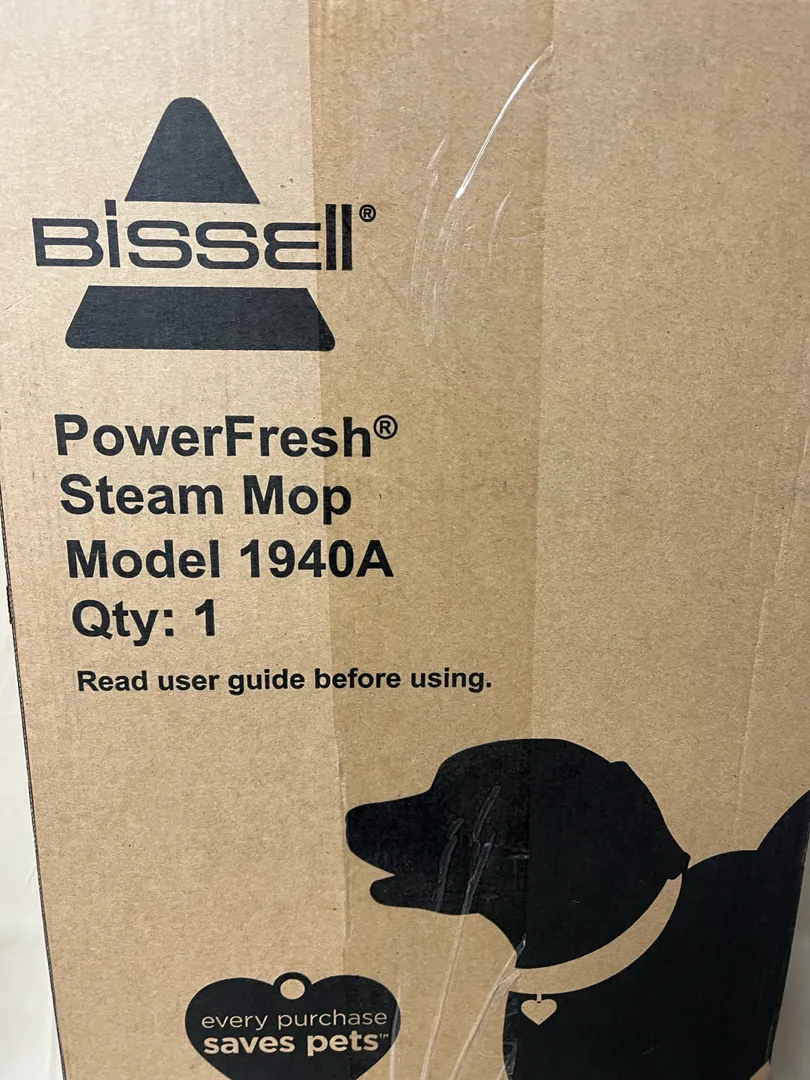 BISSELL®
PowerFresh®
Steam Mop
Model 1940A
Qty: 1
Read user guide before using.
every purchase
saves pets™